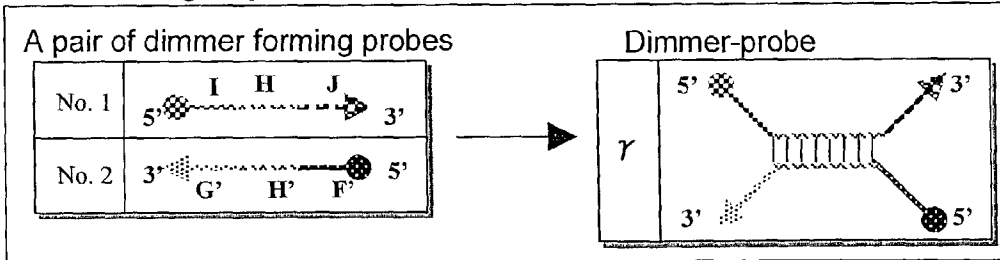 A pair of dimmer forming probes
Dimmer-probe
No. 1
I H J
5' 3'
No. 2
3' 5'
G' H' F'
γ
5' 3'
3' 5'